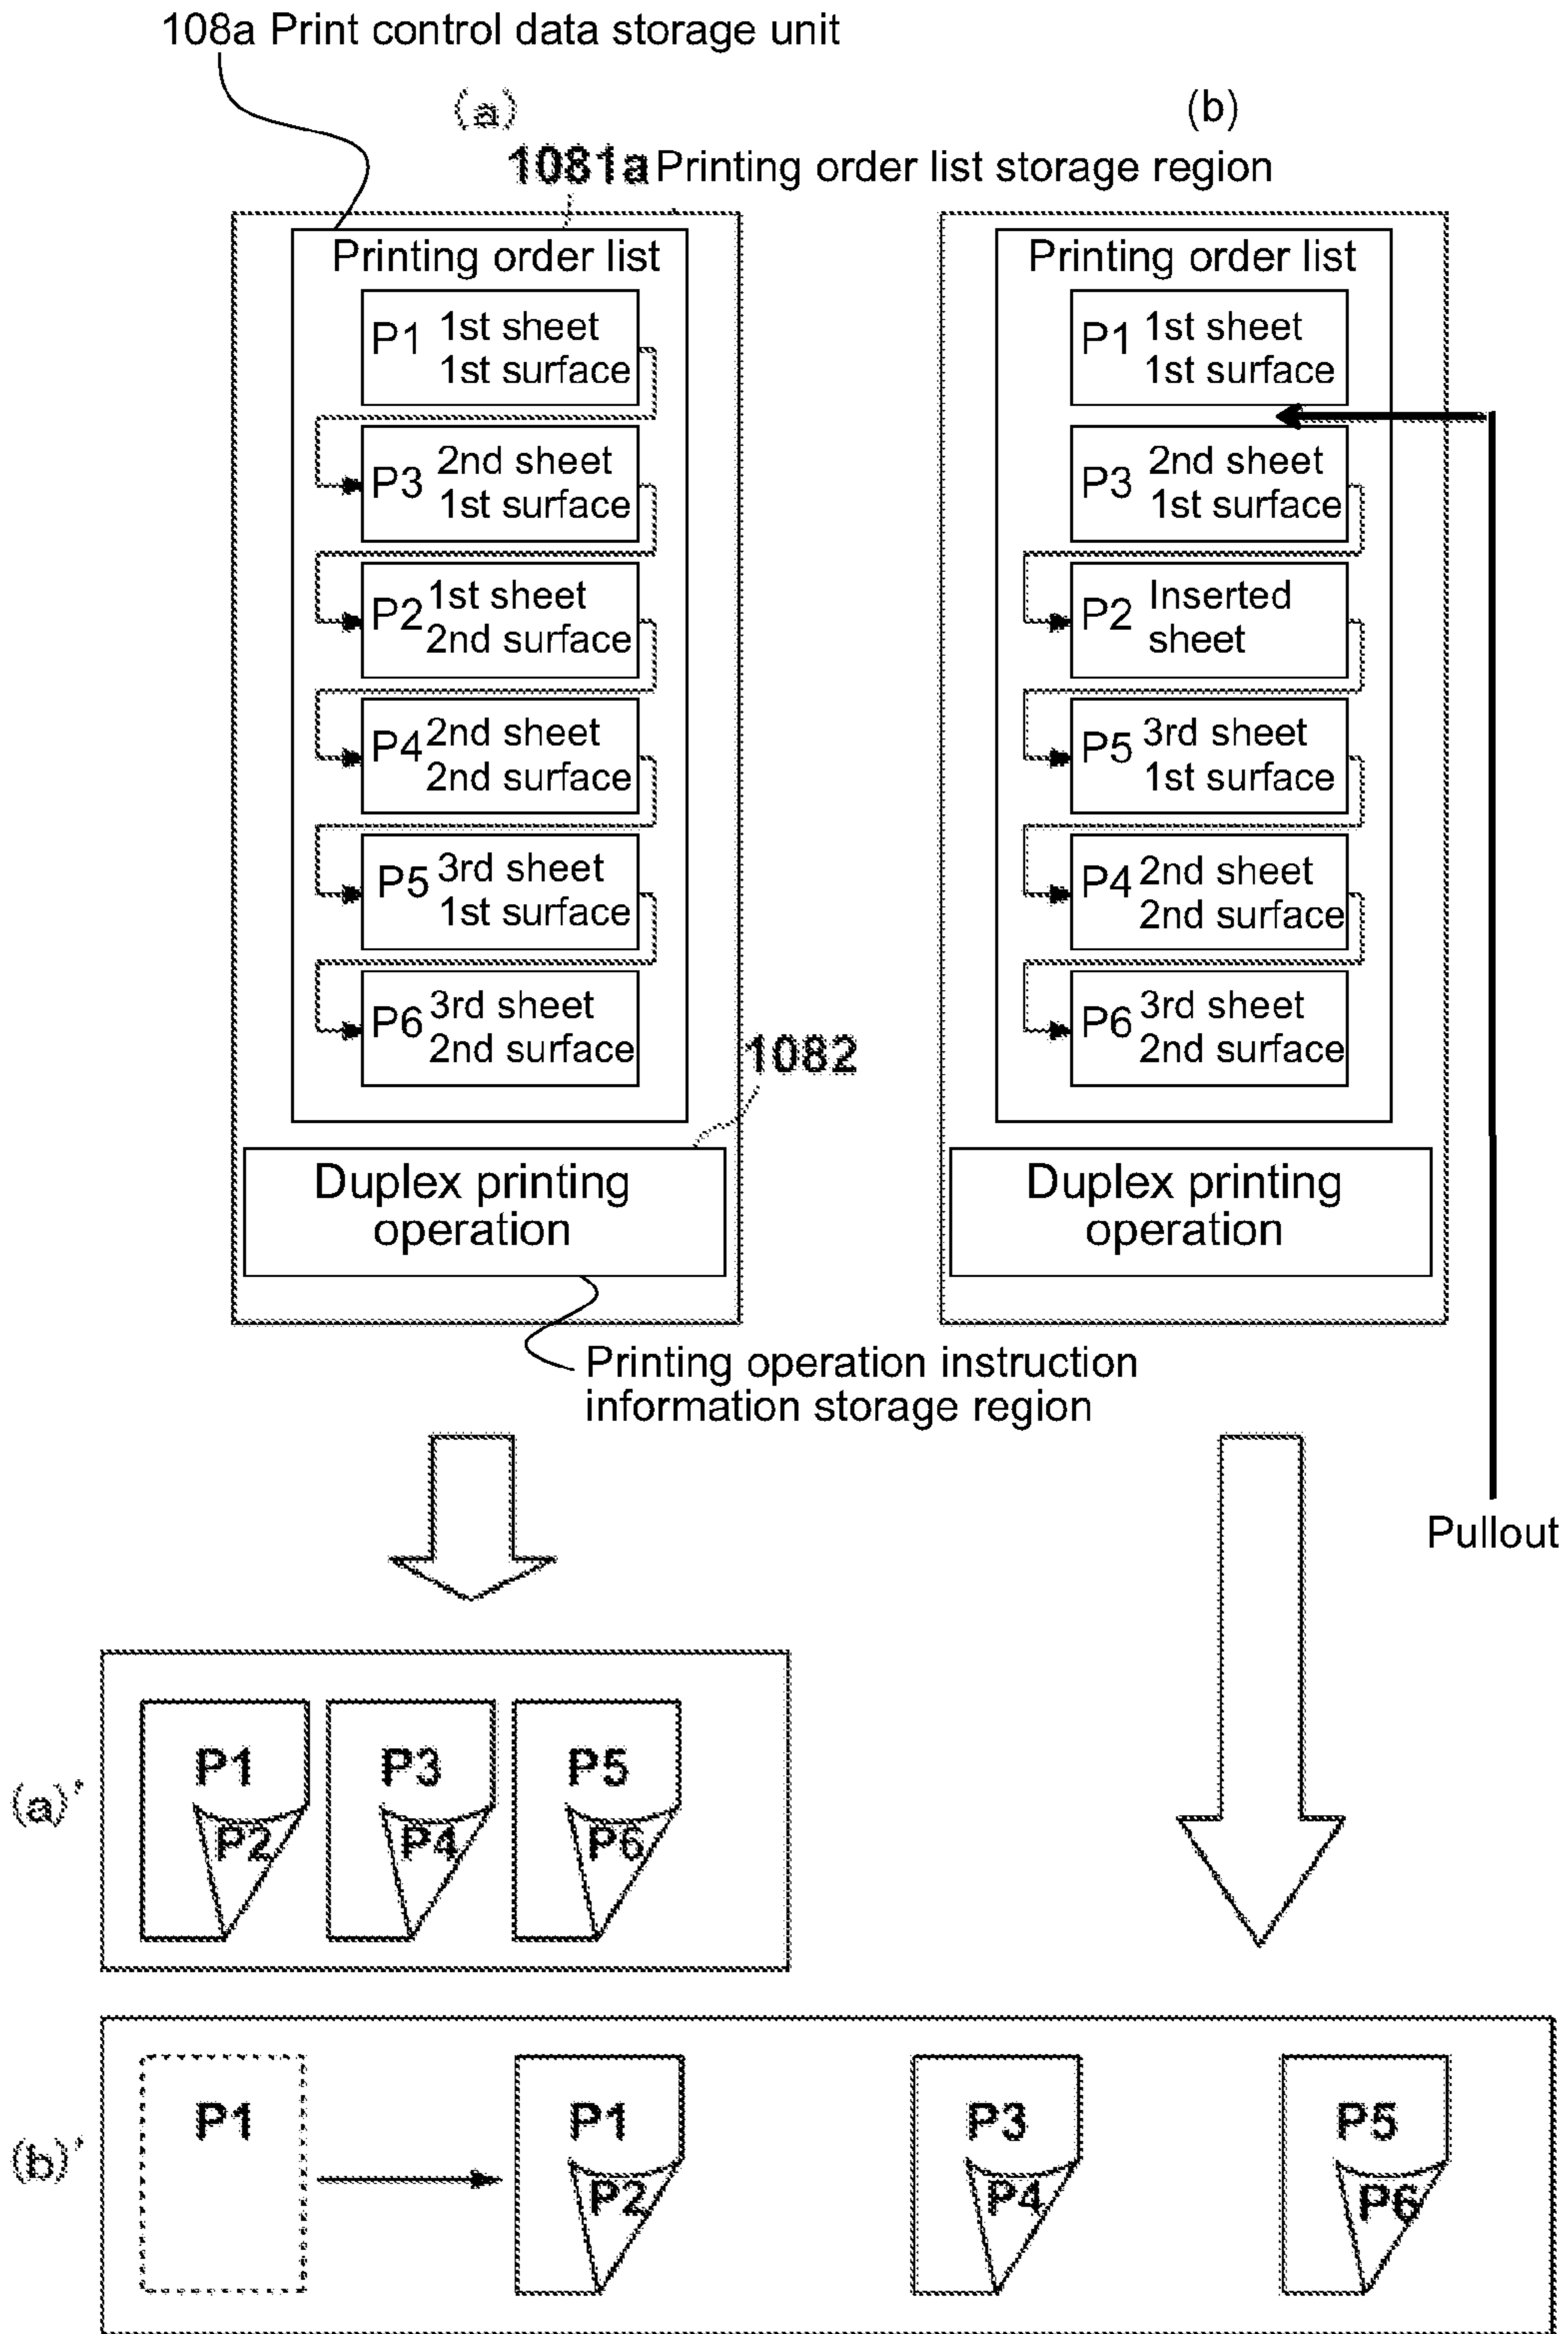 108a Print control data storage unit
(a)
(b)
1081a Printing order list storage region
Printing order list
P1 1st sheet
1st surface
P3 2nd sheet
1st surface
P2 1st sheet
2nd surface
P4 2nd sheet
2nd surface
P5 3rd sheet
1st surface
P6 3rd sheet
2nd surface
1082
Duplex printing
operation
Printing operation instruction
information storage region
Printing order list
P1 1st sheet
1st surface
P3 2nd sheet
1st surface
P2 Inserted
sheet
P5 3rd sheet
1st surface
P4 2nd sheet
2nd surface
P6 3rd sheet
2nd surface
Duplex printing
operation
Pullout
(a)'
P1
P2
P3
P4
P5
P6
(b)'
P1
P1
P2
P3
P4
P5
P6